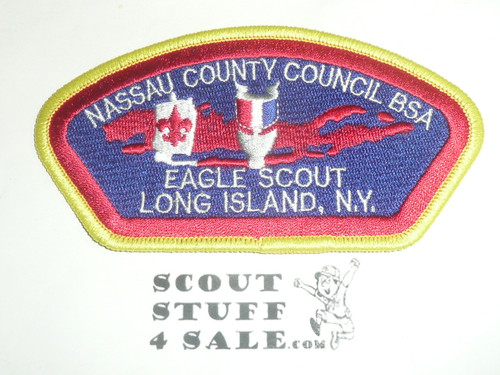 NASSAU COUNTY COUNCIL BSA
EAGLE SCOUT
LONG ISLAND, N.Y.
SCOUT
STUFF
4 SALE.COM